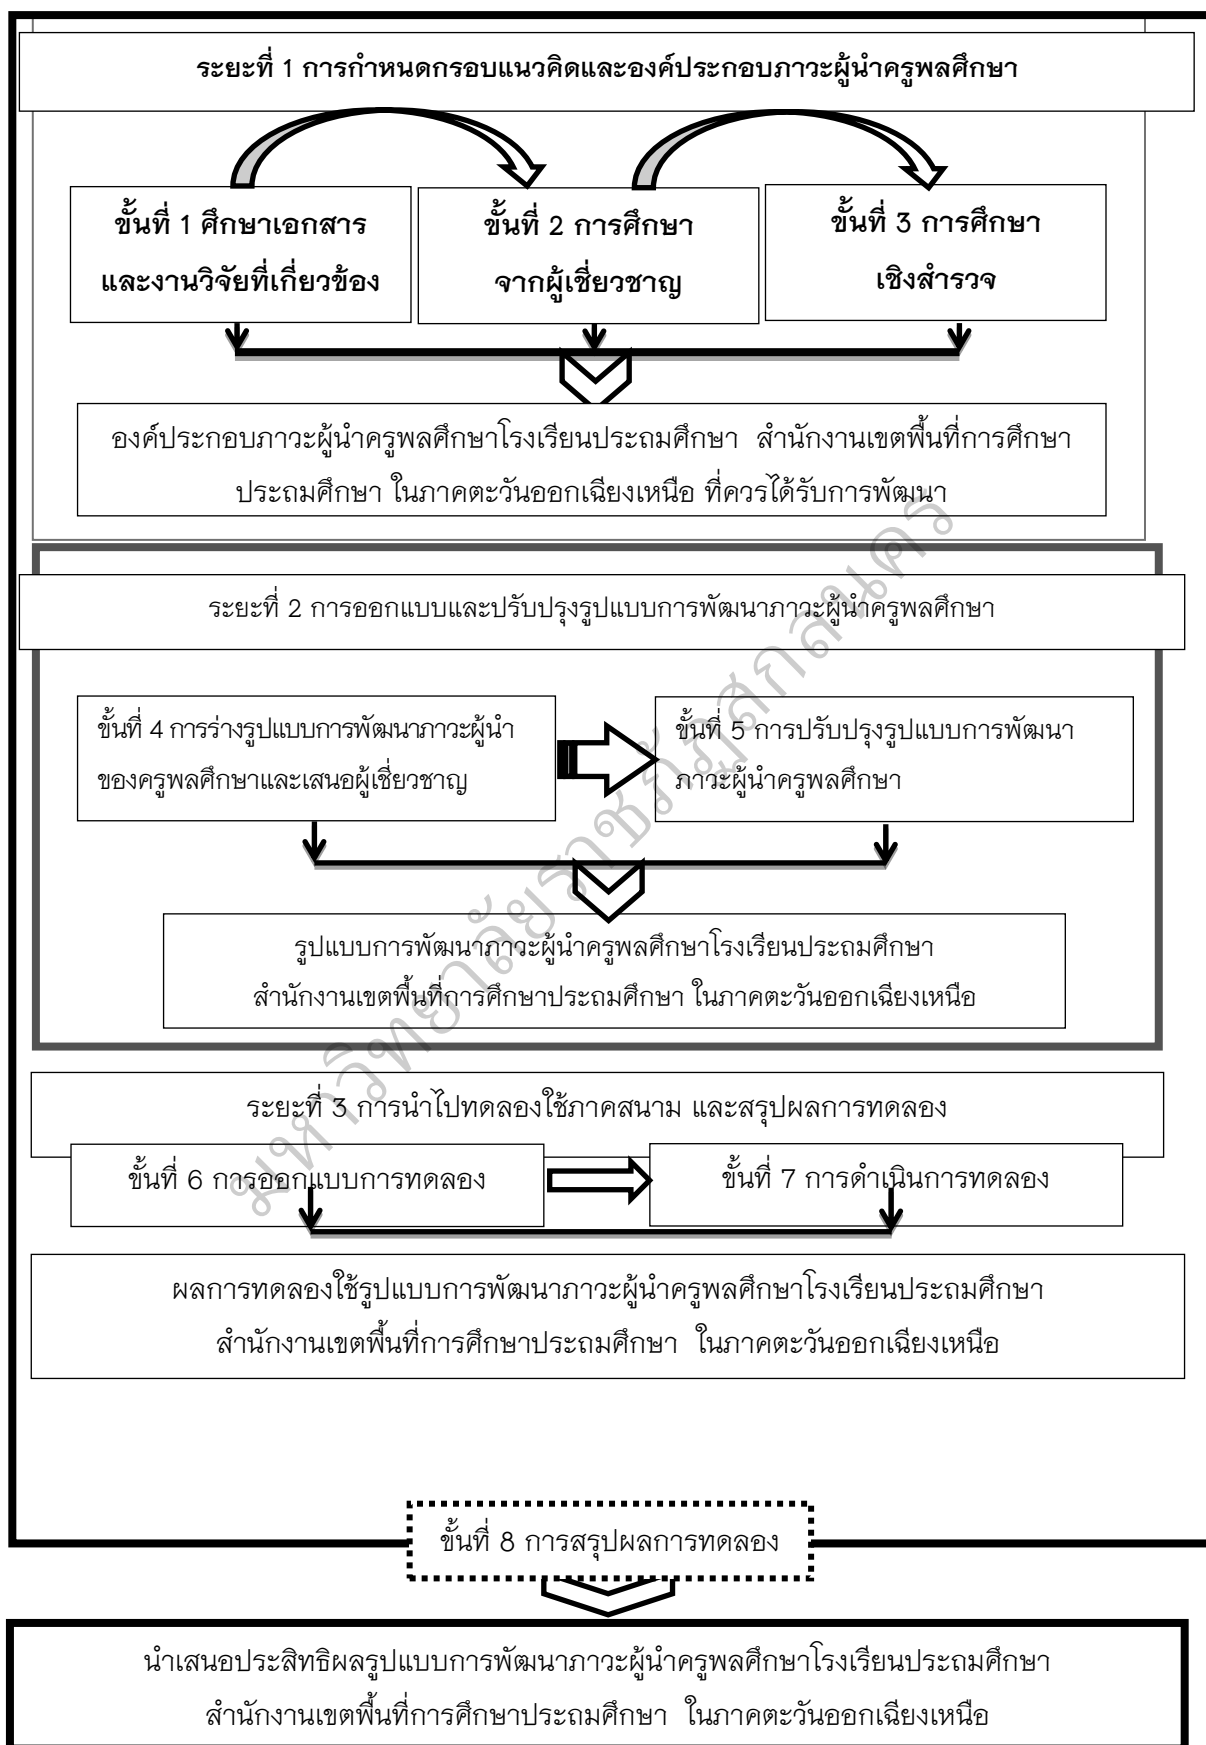 ระยะที่ 1 การกำหนดกรอบแนวคิดและองค์ประกอบภาวะผู้นำครูพลศึกษา
ขั้นที่ 1 ศึกษาเอกสาร
และงานวิจัยที่เกี่ยวข้อง
ขั้นที่ 2 การศึกษา
จากผู้เชี่ยวชาญ
ขั้นที่ 3 การศึกษา
เชิงสำรวจ
องค์ประกอบภาวะผู้นำครูพลศึกษาโรงเรียนประถมศึกษา สำนักงานเขตพื้นที่การศึกษา
ประถมศึกษา ในภาคตะวันออกเฉียงเหนือ ที่ควรได้รับการพัฒนา
ระยะที่ 2 การออกแบบและปรับปรุงรูปแบบการพัฒนาภาวะผู้นำครูพลศึกษา
ขั้นที่ 4 การร่างรูปแบบการพัฒนาภาวะผู้นำ
ของครูพลศึกษาและเสนอผู้เชี่ยวชาญ
ขั้นที่ 5 การปรับปรุงรูปแบบการพัฒนา
ภาวะผู้นำครูพลศึกษา
รูปแบบการพัฒนาภาวะผู้นำครูพลศึกษาโรงเรียนประถมศึกษา
สำนักงานเขตพื้นที่การศึกษาประถมศึกษา ในภาคตะวันออกเฉียงเหนือ
ระยะที่ 3 การนำไปทดลองใช้ภาคสนาม และสรุปผลการทดลอง
ขั้นที่ 6 การออกแบบการทดลอง
ขั้นที่ 7 การดำเนินการทดลอง
ผลการทดลองใช้รูปแบบการพัฒนาภาวะผู้นำครูพลศึกษาโรงเรียนประถมศึกษา
สำนักงานเขตพื้นที่การศึกษาประถมศึกษา ในภาคตะวันออกเฉียงเหนือ
ขั้นที่ 8 การสรุปผลการทดลอง
นำเสนอประสิทธิผลรูปแบบการพัฒนาภาวะผู้นำครูพลศึกษาโรงเรียนประถมศึกษา
สำนักงานเขตพื้นที่การศึกษาประถมศึกษา ในภาคตะวันออกเฉียงเหนือ
มหาวิทยาลัยราชภัฏสกลนคร